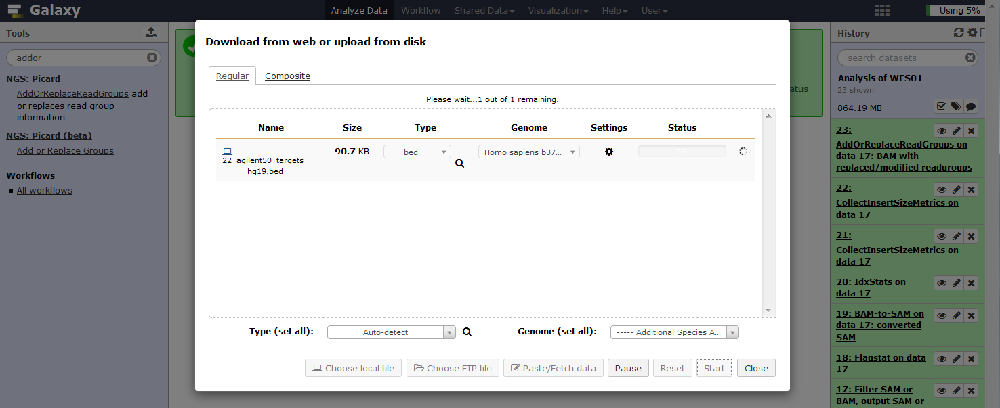 Galaxy
Analyze Data
Workflow
Shared Data
Visualization
Help
User
Using 5%
Tools
addor
NGS: Picard
AddOrReplaceReadGroups add
or replaces read group
information
NGS: Picard (beta)
Add or Replace Groups
Workflows
All workflows
Download from web or upload from disk
Regular
Composite
Please wait...1 out of 1 remaining.
Name Size Type Genome Settings Status
22_agilent50_targets_
hg19.bed
90.7 KB
bed
Homo sapiens b37...
0%
Type (set all):
Auto-detect
Genome (set all):
----- Additional Species A...
Choose local file
Choose FTP file
Paste/Fetch data
Pause
Reset
Start
Close
History
search datasets
Analysis of WES01
23 shown
864.19 MB
23:
AddOrReplaceReadGroups on
data 17: BAM with
replaced/modified readgroups
22:
CollectInsertSizeMetrics on
data 17
21:
CollectInsertSizeMetrics on
data 17
20: IdxStats on
data 17
19: BAM-to-SAM on
data 17: converted
SAM
18: Flagstat on data
17
17: Filter SAM or
BAM, output SAM or